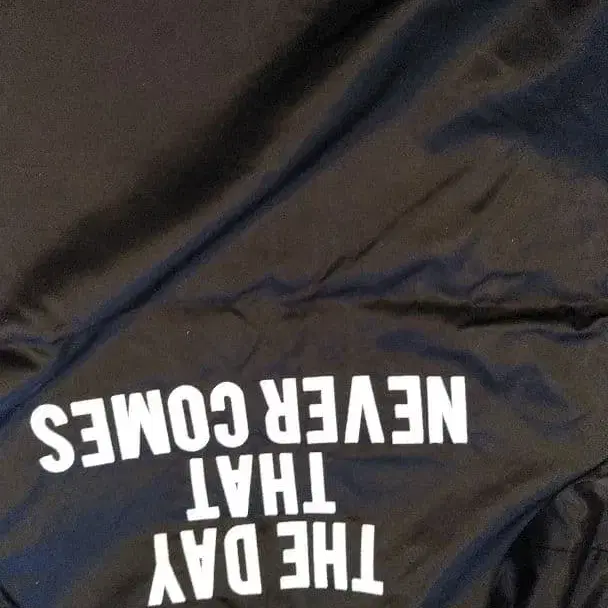 THE DAY
THAT
NEVER COMES